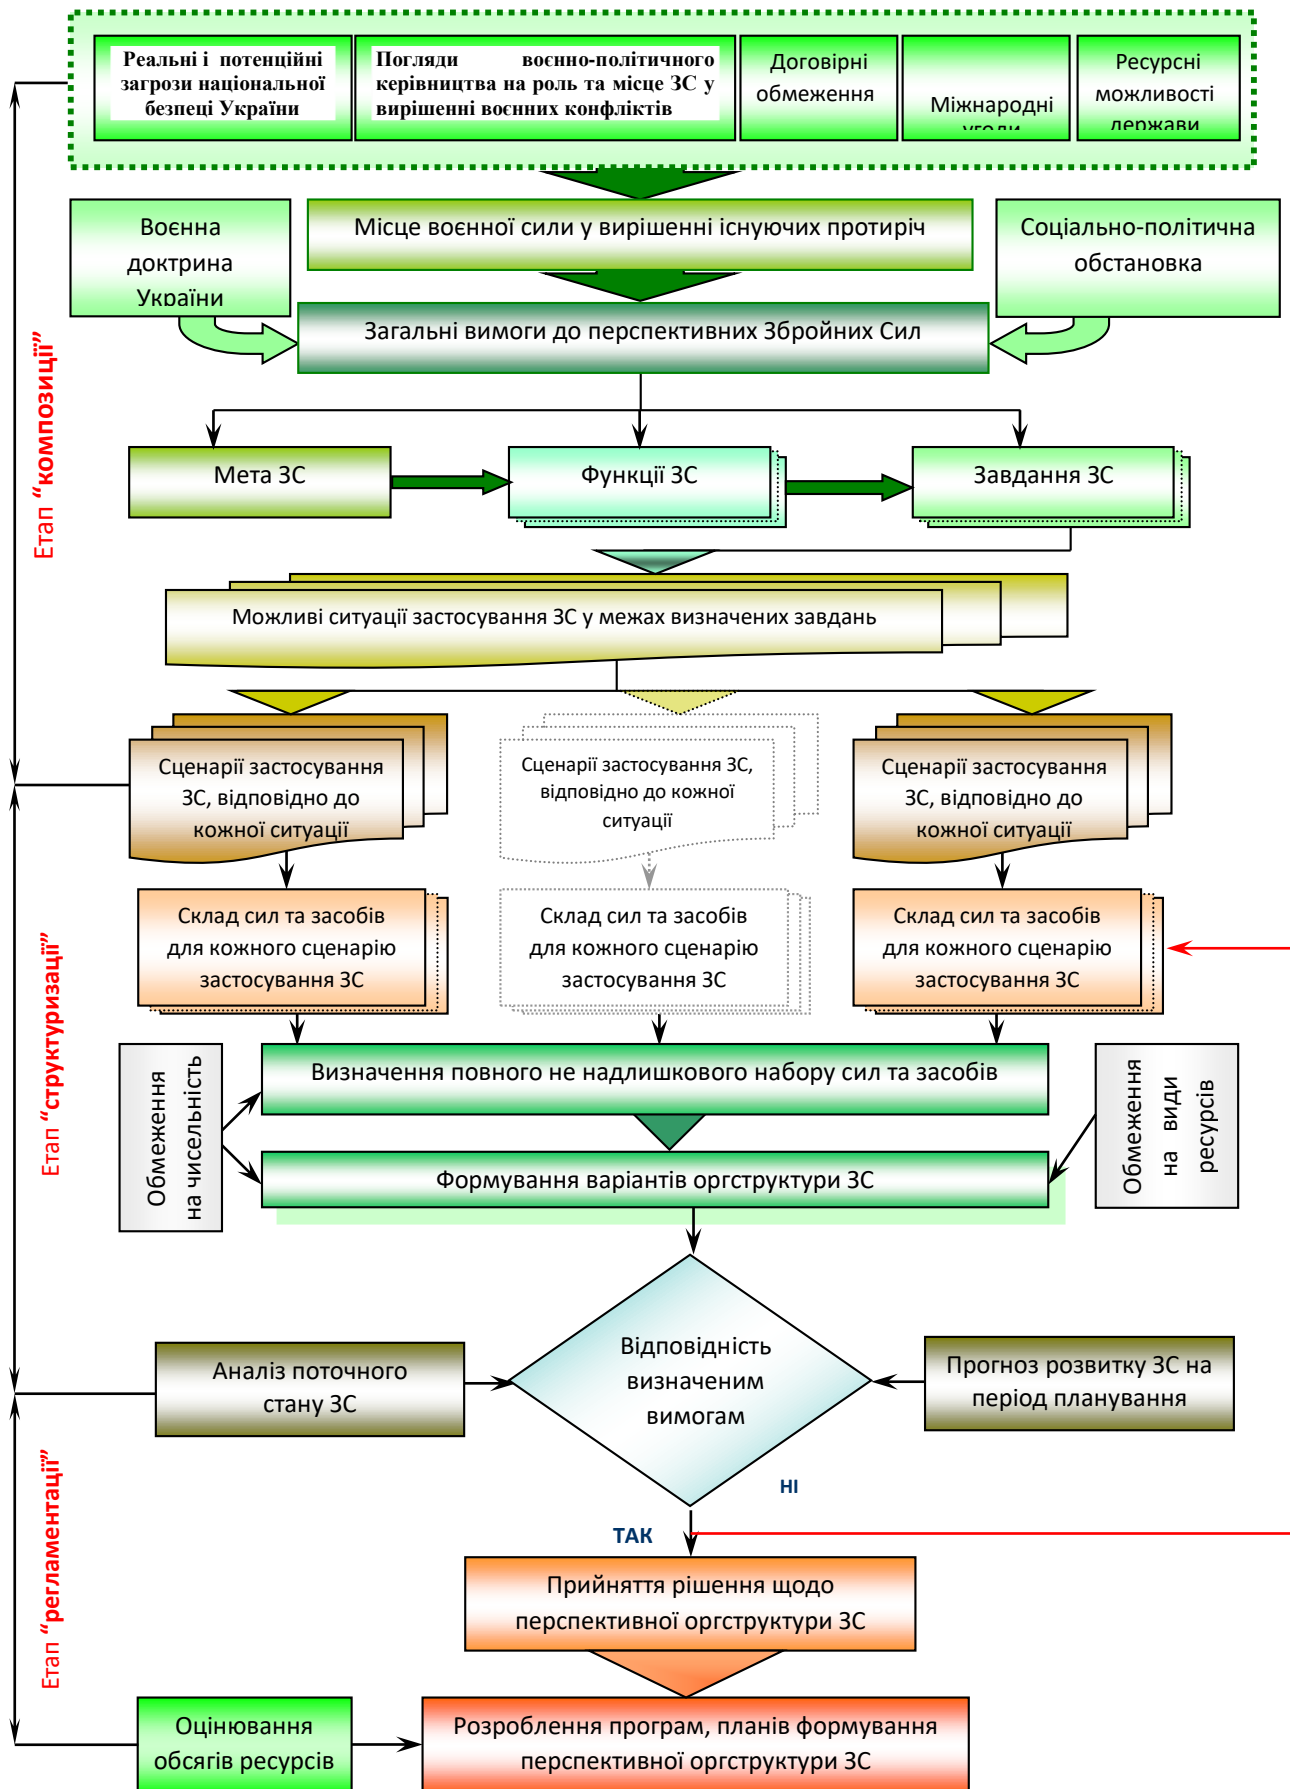 Реальні і потенційні
загрози національної
безпеці України
Погляди воєнно-політичного
керівництва на роль та місце ЗС у
вирішенні воєнних конфліктів
Договірні
обмеження
Міжнародні
угоди
Ресурсні
можливості
держави
Місце воєнної сили у вирішенні існуючих протиріч
Воєнна
доктрина
України
Соціально-політична
обстановка
Загальні вимоги до перспективних Збройних Сил
Етап “композиції”
Мета ЗС
Функції ЗС
Завдання ЗС
Можливі ситуації застосування ЗС у межах визначених завдань
Сценарії застосування
ЗС, відповідно до
кожної ситуації
Сценарії застосування ЗС,
відповідно до кожної
ситуації
Сценарії застосування
ЗС, відповідно до
кожної ситуації
Склад сил та засобів
для кожного сценарію
застосування ЗС
Склад сил та засобів
для кожного сценарію
застосування ЗС
Склад сил та засобів
для кожного сценарію
застосування ЗС
Етап “структуризації”
Обмеження
на чисельність
Визначення повного не надлишкового набору сил та засобів
Обмеження
на види
ресурсів
Формування варіантів оргструктури ЗС
Аналіз поточного
стану ЗС
Відповідність
визначеним
вимогам
Прогноз розвитку ЗС на
період планування
НІ
ТАК
Етап “регламентації”
Прийняття рішення щодо
перспективної оргструктури ЗС
Оцінювання
обсягів ресурсів
Розроблення програм, планів формування
перспективної оргструктури ЗС